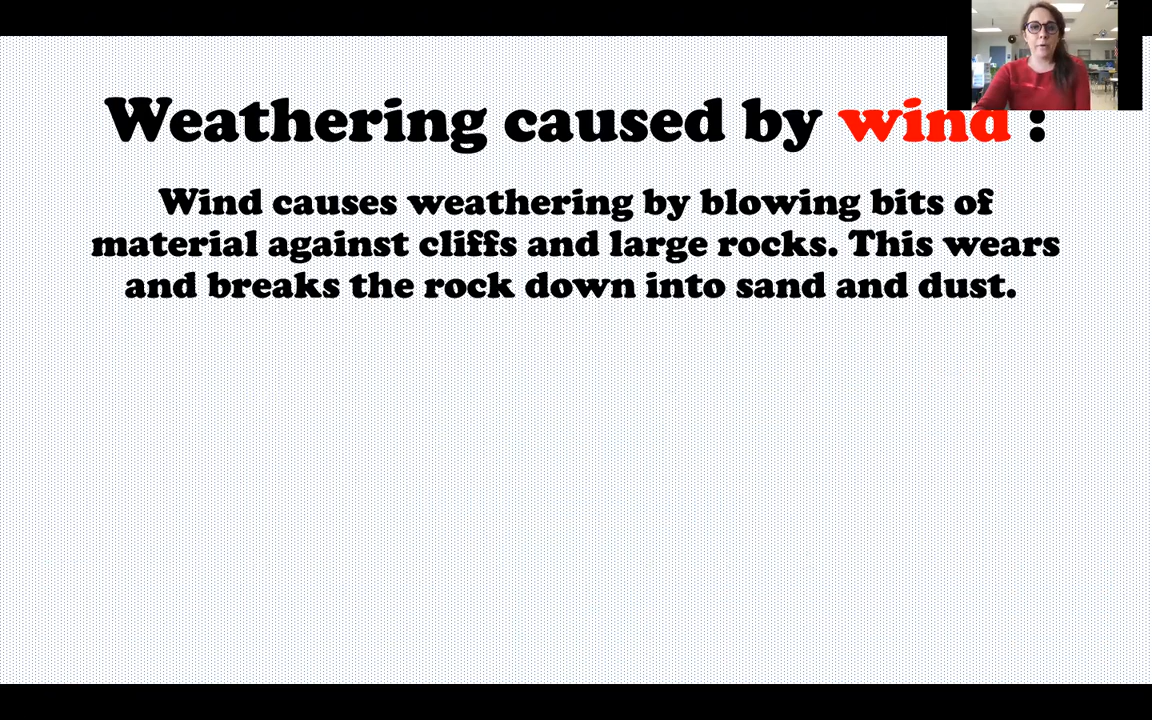 Weathering caused by wind :
Wind causes weathering by blowing bits of
material against cliffs and large rocks. This wears
and breaks the rock down into sand and dust.